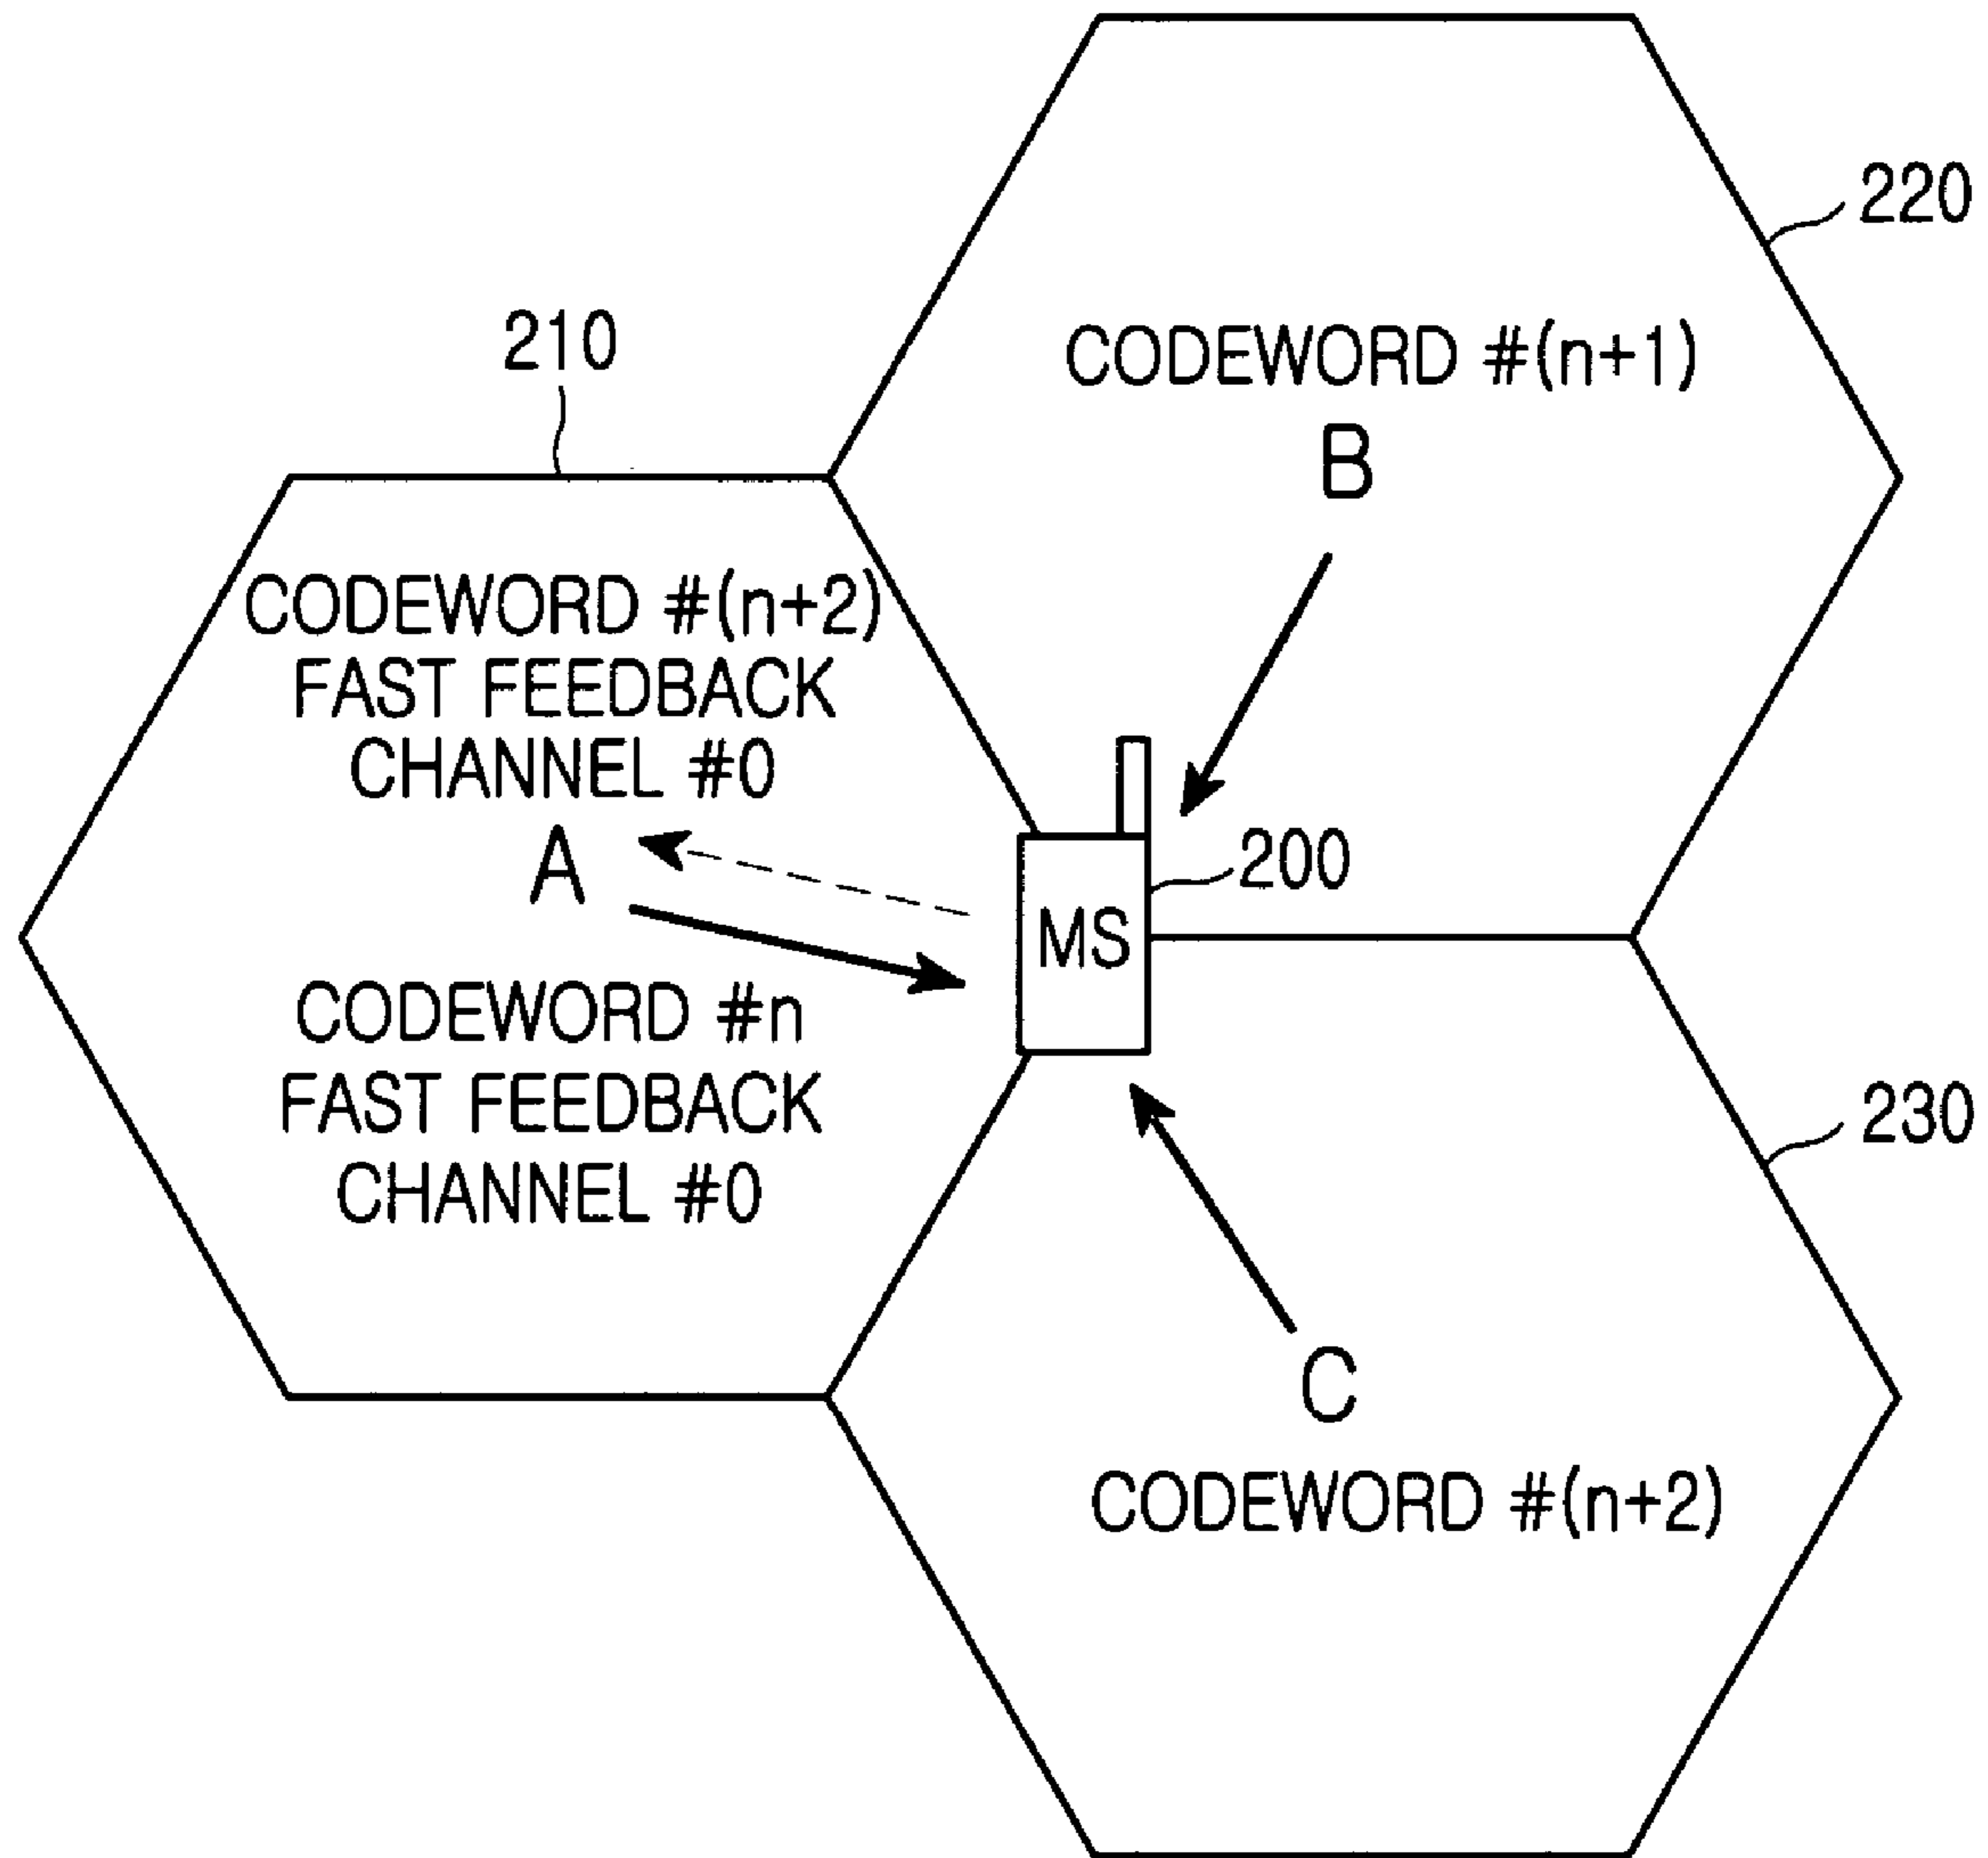 220
CODEWORD #(n+1)
B
210
CODEWORD #(n+2)
FAST FEEDBACK
CHANNEL #0
A
200
MS
CODEWORD #n
FAST FEEDBACK
CHANNEL #0
230
C
CODEWORD #(n+2)